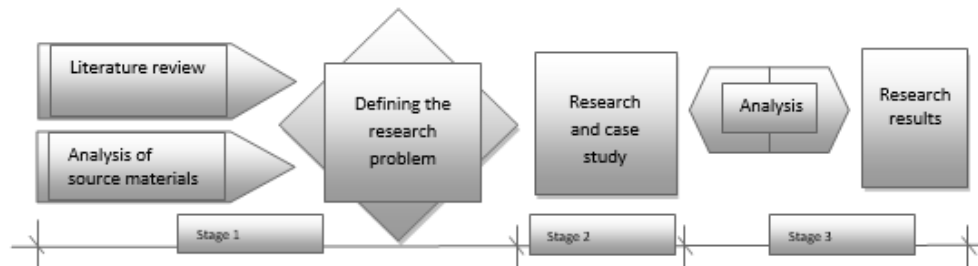 Literature review
Analysis of
source materials
Defining the
research
problem
Research
and case
study
Analysis
Research
results
Stage 1
Stage 2
Stage 3